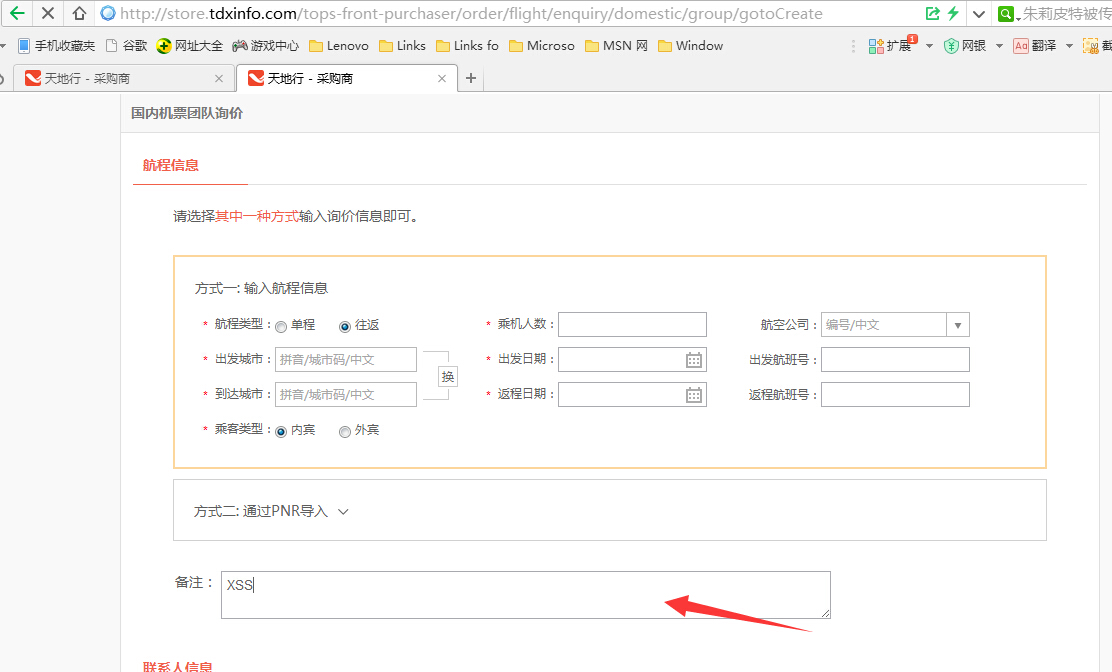 http://store.tdxinfo.com/tops-front-purchaser/order/flight/enquiry/domestic/group/gotoCreate 朱莉皮特被传
手机收藏夹 谷歌 网址大全 游戏中心 Lenovo Links Links fo Microso MSN 网 Window 扩展 1 网银 Aa 翻译 截
天地行 - 采购商 天地行 - 采购商
国内机票团队询价
航程信息
请选择其中一种方式输入询价信息即可。
方式一: 输入航程信息
* 航程类型： 单程 往返 * 乘机人数： 航空公司： 编号/中文
* 出发城市： 拼音/城市码/中文 * 出发日期： 出发航班号：
换
* 到达城市： 拼音/城市码/中文 * 返程日期： 返程航班号：
* 乘客类型： 内宾 外宾
方式二: 通过PNR导入
备注： XSS
联系人信息